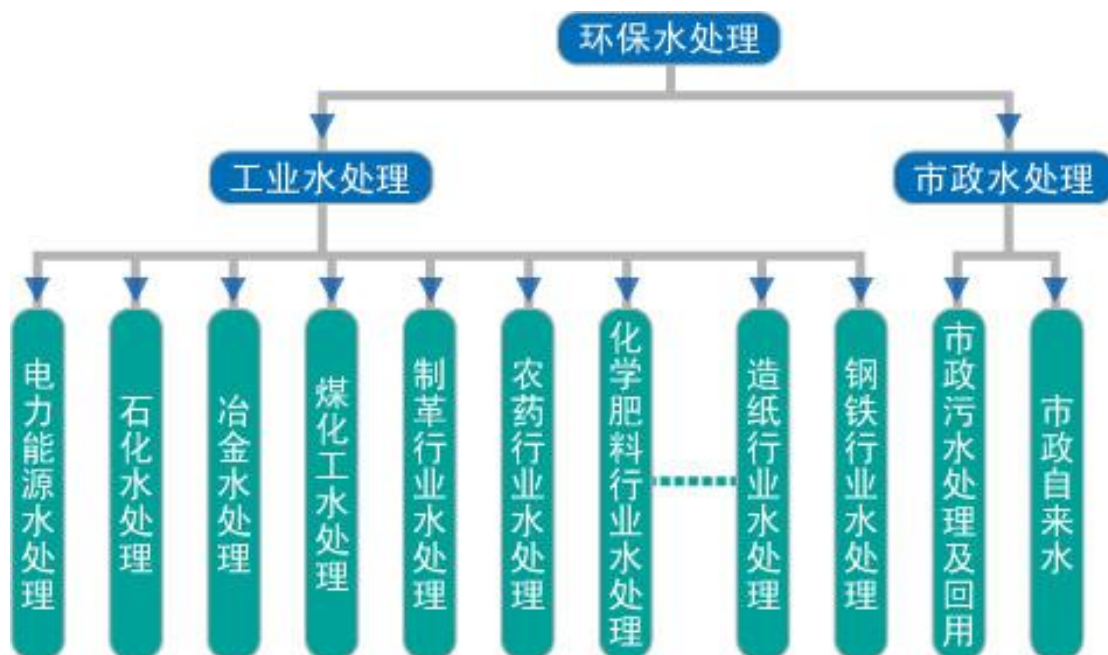 环保水处理
工业水处理
市政水处理
电力能源水处理
石化水处理
冶金水处理
煤化工水处理
制革行业水处理
农药行业水处理
化学肥料行业水处理
造纸行业水处理
钢铁行业水处理
市政污水处理及回用
市政自来水